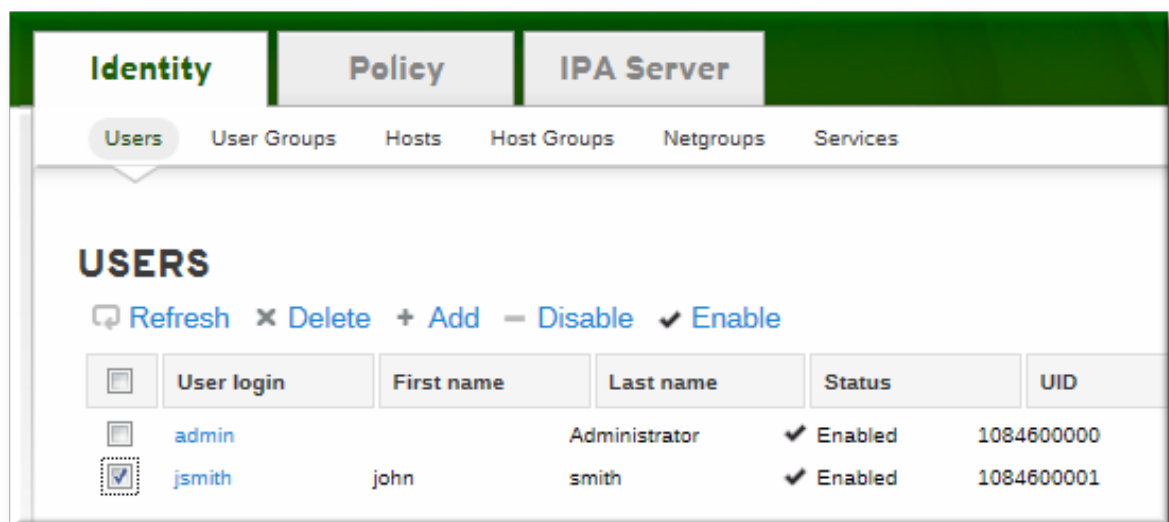 Identity Policy IPA Server
Users User Groups Hosts Host Groups Netgroups Services
USERS
Refresh Delete Add Disable Enable
User login First name Last name Status UID
admin Administrator Enabled 1084600000
jsmith john smith Enabled 1084600001